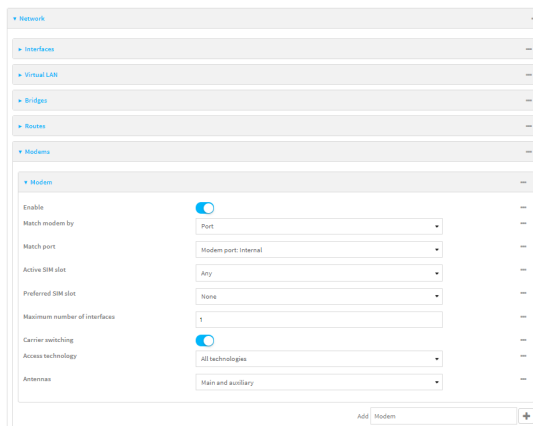 Network
Interfaces
Virtual LAN
Bridges
Routes
Modems
Modem
Enable
Match modem by Port
Match port Modem port: Internal
Active SIM slot Any
Preferred SIM slot None
Maximum number of interfaces 1
Carrier switching
Access technology All technologies
Antennas Main and auxiliary
Add Modem